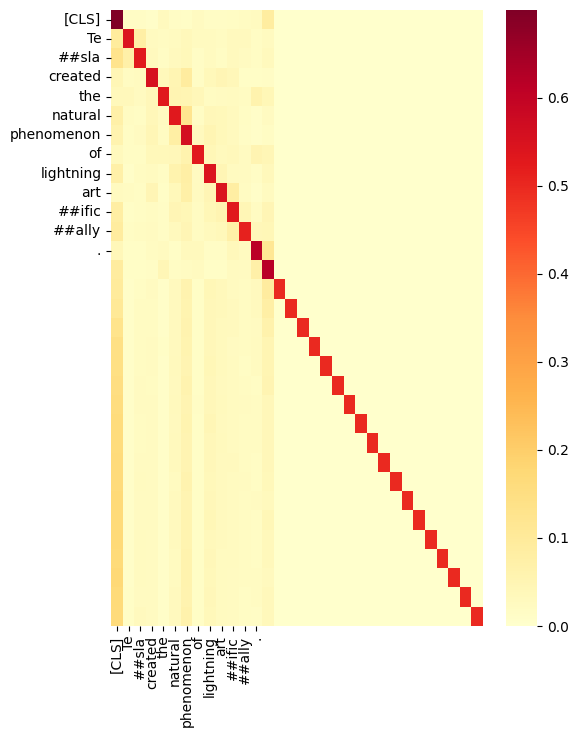 [CLS]
Te
##sla
created
the
natural
phenomenon
of
lightning
art
##ific
##ally
.
0.6
0.5
0.4
0.3
0.2
0.1
0.0
[CLS]
Te
##sla
created
the
natural
phenomenon
of
lightning
art
##ific
##ally
.